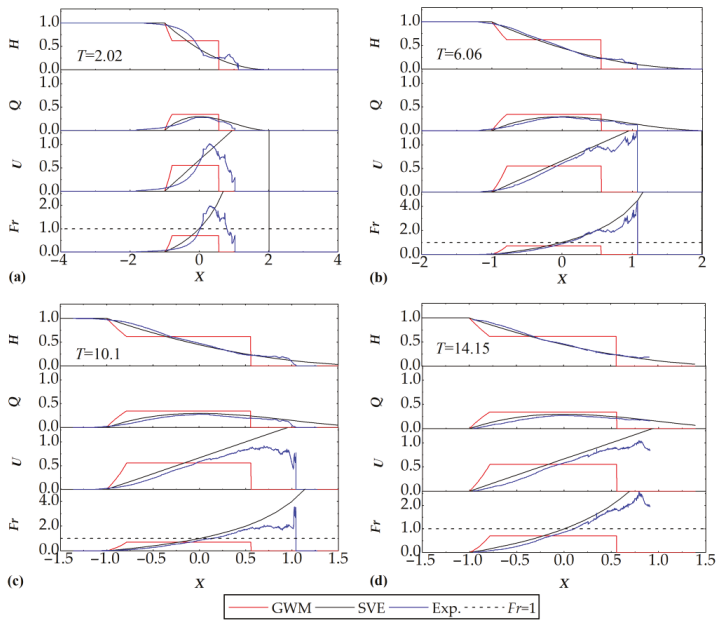 H
1.0
0.5
0.0
T=2.02
Q
1.0
0.5
0.0
U
1.0
0.5
0.0
Fr
2.0
1.0
0.0
−4 −2 0 2 4
(a)
X
H
1.0
0.5
0.0
T=6.06
Q
1.0
0.5
0.0
U
1.0
0.5
0.0
Fr
4.0
2.0
0.0
−2 −1 0 1 2
(b)
X
H
1.0
0.5
0.0
T=10.1
Q
1.0
0.5
0.0
U
1.0
0.5
0.0
Fr
4.0
2.0
0.0
−1.5 −1.0 −0.5 0.0 0.5 1.0 1.5
(c)
X
H
1.0
0.5
0.0
T=14.15
Q
1.0
0.5
0.0
U
1.0
0.5
0.0
Fr
2.0
1.0
0.0
−1.5 −1.0 −0.5 0.0 0.5 1.0 1.5
(d)
X
GWM SVE Exp. Fr=1